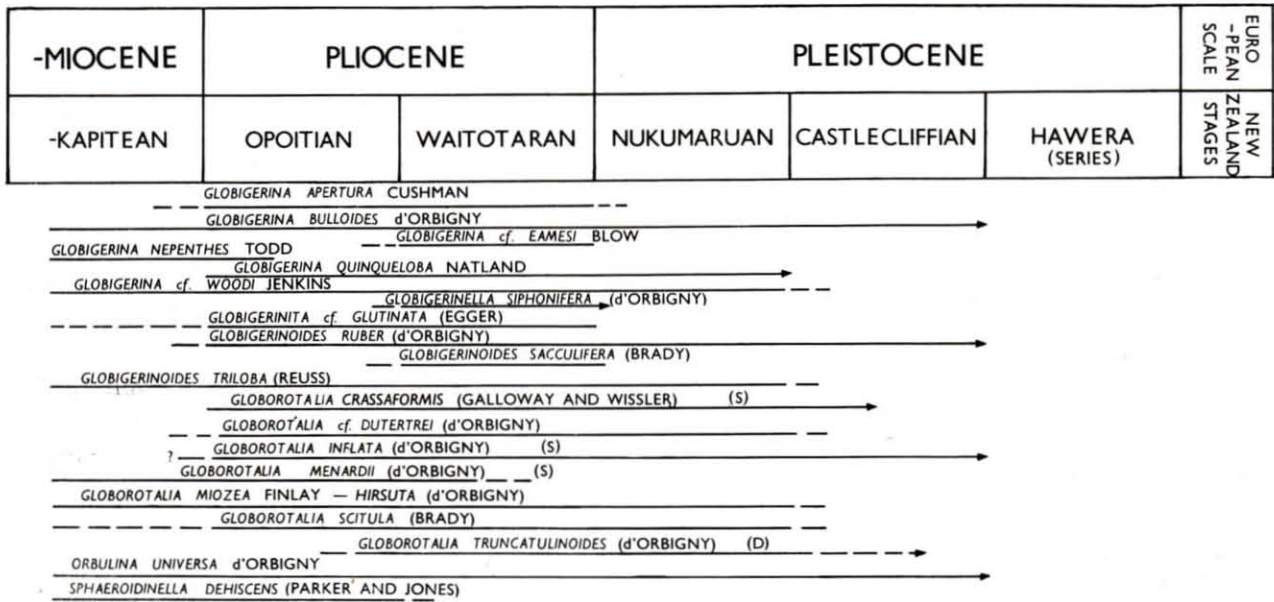 -MIOCENE PLIOCENE PLEISTOCENE EURO
-PEAN
SCALE
-KAPITEAN OPOITIAN WAITOTARAN NUKUMARUAN CASTLECLIFFIAN HAWERA
(SERIES)
NEW
ZEALAND
STAGES
GLOBIGERINA APERTURA CUSHMAN
GLOBIGERINA BULLOIDES d'ORBIGNY
GLOBIGERINA cf. EAMESI BLOW
GLOBIGERINA NEPENTHES TODD
GLOBIGERINA QUINQUELOBA NATLAND
GLOBIGERINA cf. WOODI JENKINS
GLOBIGERINELLA SIPHONIFERA (d'ORBIGNY)
GLOBIGERINITA cf. GLUTINATA (EGGER)
GLOBIGERINOIDES RUBER (d'ORBIGNY)
GLOBIGERINOIDES SACCULIFERA (BRADY)
GLOBIGERINOIDES TRILOBA (REUSS)
GLOBOROTALIA CRASSAFORMIS (GALLOWAY AND WISSLER) (S)
GLOBOROTALIA cf. DUTERTREI (d'ORBIGNY)
? GLOBOROTALIA INFLATA (d'ORBIGNY) (S)
GLOBOROTALIA MENARDII (d'ORBIGNY) (S)
GLOBOROTALIA MIOZEA FINLAY — HIRSUTA (d'ORBIGNY)
GLOBOROTALIA SCITULA (BRADY)
GLOBOROTALIA TRUNCATULINOIDES (d'ORBIGNY) (D)
ORBULINA UNIVERSA d'ORBIGNY
SPHAEROIDINELLA DEHISCENS (PARKER AND JONES)